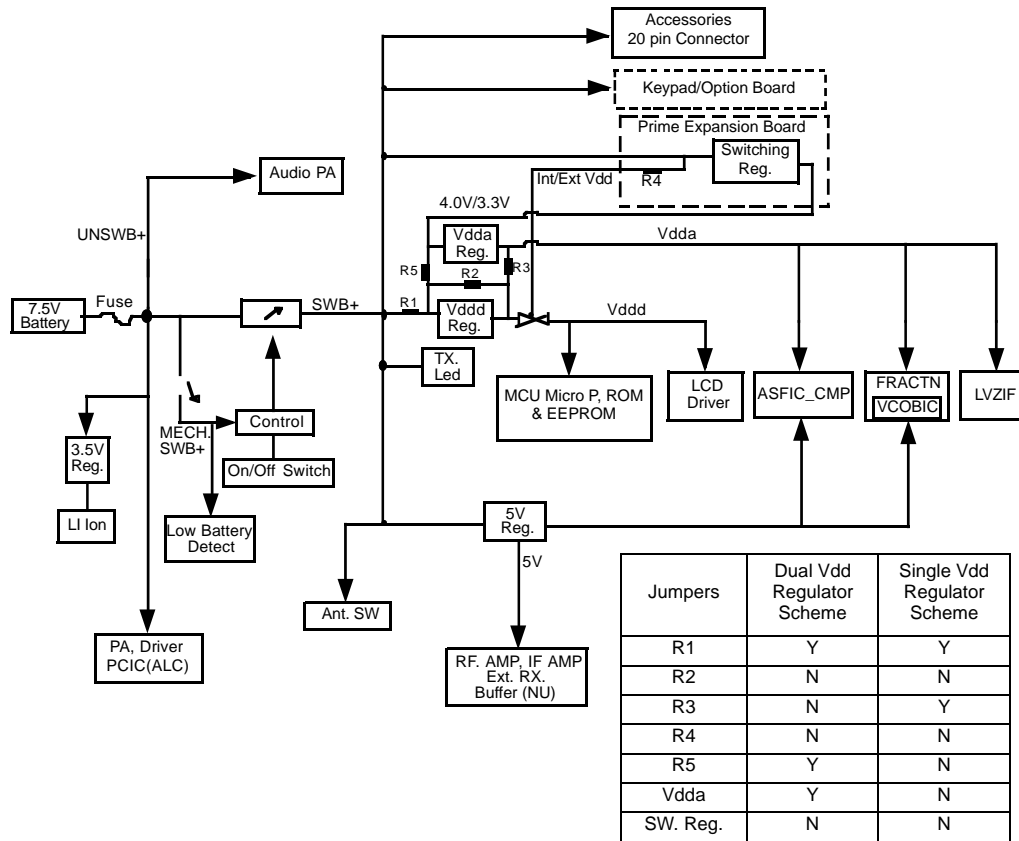 Accessories
20 pin Connector
Keypad/Option Board
Prime Expansion Board
Switching
Reg.
Audio PA
Int/Ext Vdd
R4
4.0V/3.3V
UNSWB+
Vdda
Reg.
Vdda
R5
R2
R3
Fuse
7.5V
Battery
SWB+
R1
Vddd
Reg.
Vddd
TX.
Led
MCU Micro P, ROM
& EEPROM
LCD
Driver
ASFIC_CMP
FRACTN
VCOBIC
LVZIF
MECH.
SWB+
Control
3.5V
Reg.
On/Off Switch
LI Ion
Low Battery
Detect
5V
Reg.
5V
Ant. SW
PA, Driver
PCIC(ALC)
RF. AMP, IF AMP
Ext. RX.
Buffer (NU)
Jumpers
Dual Vdd
Regulator
Scheme
Single Vdd
Regulator
Scheme
R1 Y Y
R2 N N
R3 N Y
R4 N N
R5 Y N
Vdda Y N
SW. Reg. N N